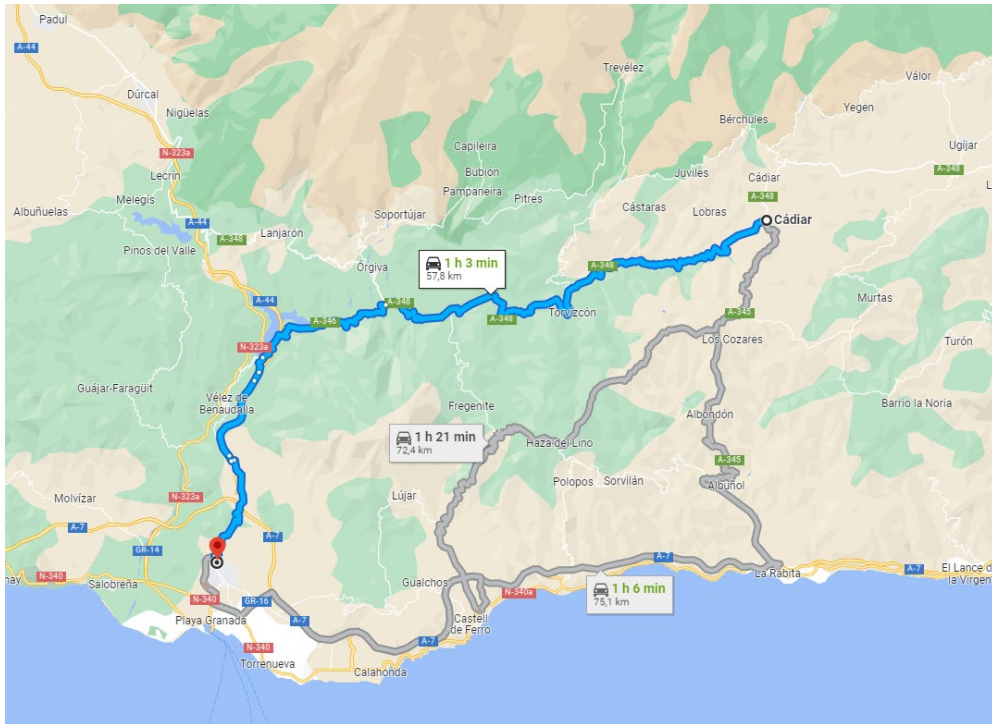 Padul
A-44
Trevélez
Válor
Dúrcal
Yegen
Nigüelas
Bérchules
Ugíjar
N-323a
Capileira
Lecrin
Bubión
Juviles
Cádiar
A-348
Melegís
Pampaneira
Pitres
A-348
Albuñuelas
Soportújar
Cástaras
Lobras
Cádiar
A-44
A-348
Lanjarón
Pinos del Valle
Órgiva
1 h 3 min
57,8 km
A-348
Murtas
A-44
A-348
A-348
Torvizcón
A-345
A-346
Los Cozares
Turón
N-323a
Guájar-Faragüit
Vélez de
Benaudalla
Fregenite
Albondón
Barrio la Noria
1 h 21 min
72,4 km
Haza del Lino
A-345
Polopos
Sorvilán
Albuñol
Molvízar
N-323a
Lújar
A-7
GR-14
A-7
A-7
La Rábita
A-7
El Lance d
la Virgen
N-340
Salobreña
Gualchos
1 h 6 min
75,1 km
N-340
GR-16
N-340a
Playa Granada
A-7
Castell
de Ferro
A-7
N-340
Torrenueva
Calahonda